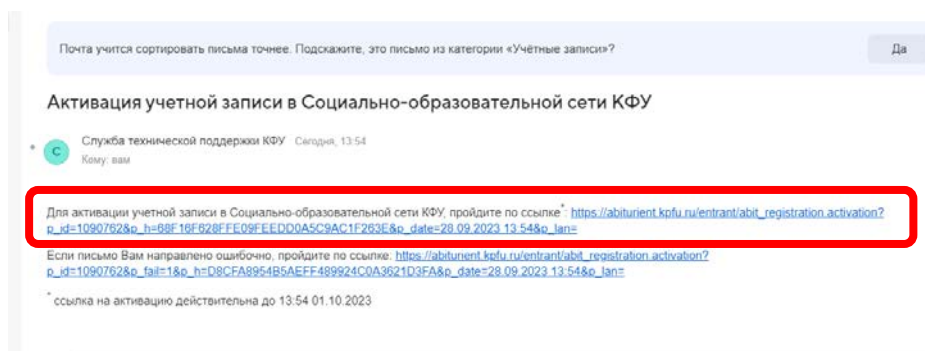 Почта учится сортировать письма точнее. Подскажите, это письмо из категории «Учётные записи»?
Да
Активация учетной записи в Социально-образовательной сети КФУ
С
Служба технической поддержки КФУ Сегодня, 13:54
Кому: вам
Для активации учетной записи в Социально-образовательной сети КФУ, пройдите по ссылке*: https://abiturient.kpfu.ru/entrant/abit_registration.activation?
p_id=1090762&p_h=68F16F628FFE09FEEDD0A5C9AC1F263E&p_date=28.09.2023 13:54&p_lan=
Если письмо Вам направлено ошибочно, пройдите по ссылке: https://abiturient.kpfu.ru/entrant/abit_registration.activation?
p_id=1090762&p_fail=1&p_h=D8CFA8954B5AEFF489924C0A3621D3FA&p_date=28.09.2023 13:54&p_lan=
* ссылка на активацию действительна до 13:54 01.10.2023